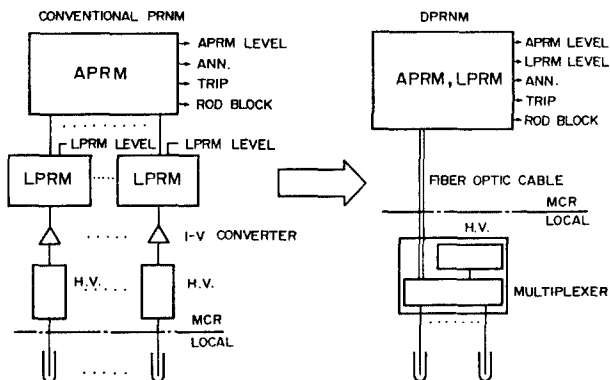 CONVENTIONAL PRNM
APRM
APRM LEVEL
ANN.
TRIP
ROD BLOCK
LPRM LEVEL
LPRM LEVEL
LPRM
LPRM
I-V CONVERTER
H.V.
H.V.
MCR
LOCAL
DPRNM
APRM, LPRM
APRM LEVEL
LPRM LEVEL
ANN.
TRIP
ROD BLOCK
FIBER OPTIC CABLE
MCR
LOCAL
H.V.
MULTIPLEXER